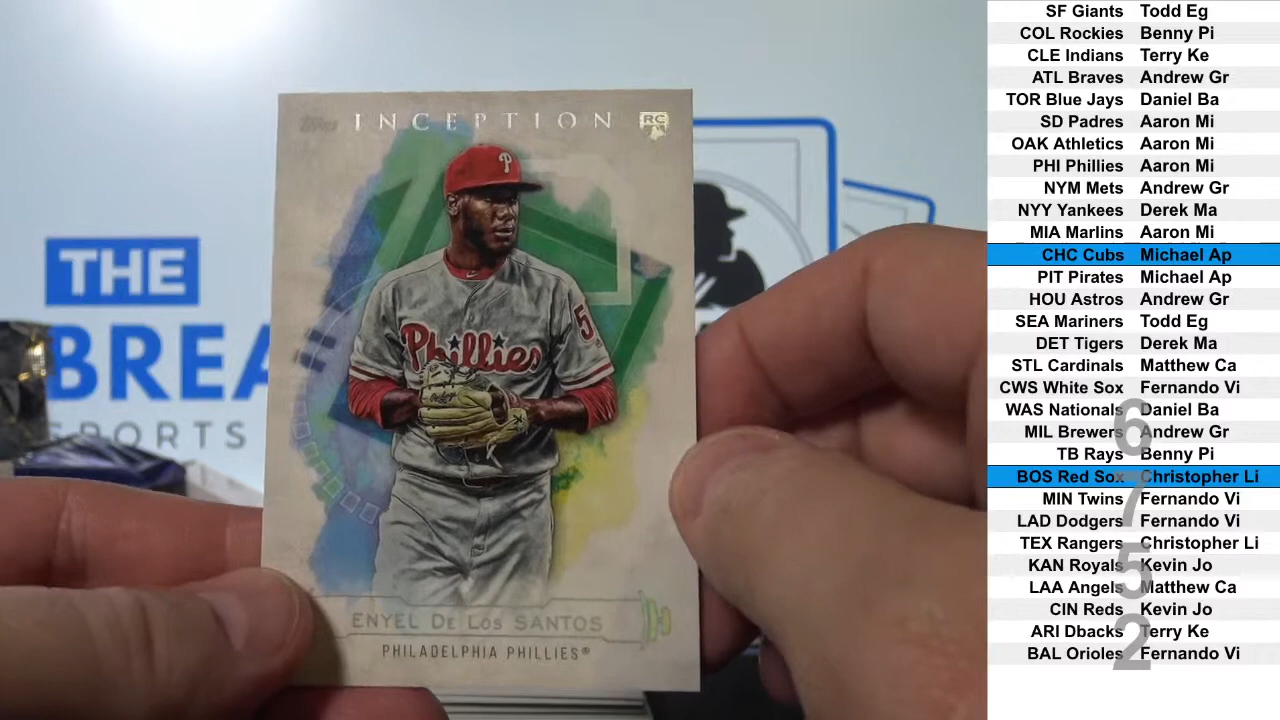 Topps INCEPTION RC
P
Phillies
5
ENYEL DE LOS SANTOS
PHILADELPHIA PHILLIES®
THE
BREA
SPORTS
SF Giants Todd Eg
COL Rockies Benny Pi
CLE Indians Terry Ke
ATL Braves Andrew Gr
TOR Blue Jays Daniel Ba
SD Padres Aaron Mi
OAK Athletics Aaron Mi
PHI Phillies Aaron Mi
NYM Mets Andrew Gr
NYY Yankees Derek Ma
MIA Marlins Aaron Mi
CHC Cubs Michael Ap
PIT Pirates Michael Ap
HOU Astros Andrew Gr
SEA Mariners Todd Eg
DET Tigers Derek Ma
STL Cardinals Matthew Ca
CWS White Sox Fernando Vi
WAS Nationals Daniel Ba
MIL Brewers Andrew Gr
TB Rays Benny Pi
BOS Red Sox Christopher Li
MIN Twins Fernando Vi
LAD Dodgers Fernando Vi
TEX Rangers Christopher Li
KAN Royals Kevin Jo
LAA Angels Matthew Ca
CIN Reds Kevin Jo
ARI Dbacks Terry Ke
BAL Orioles Fernando Vi
6
7
5
2